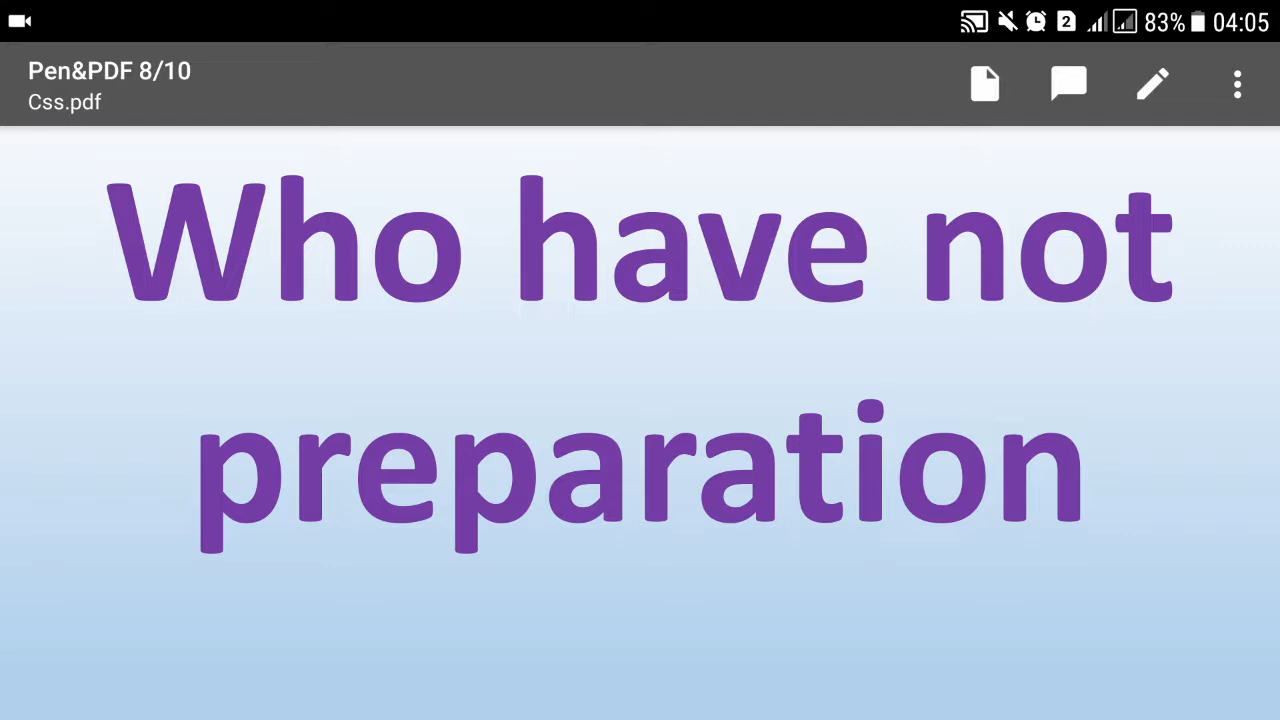 2 83% 04:05
Pen&PDF 8/10
Css.pdf
Who have not
preparation